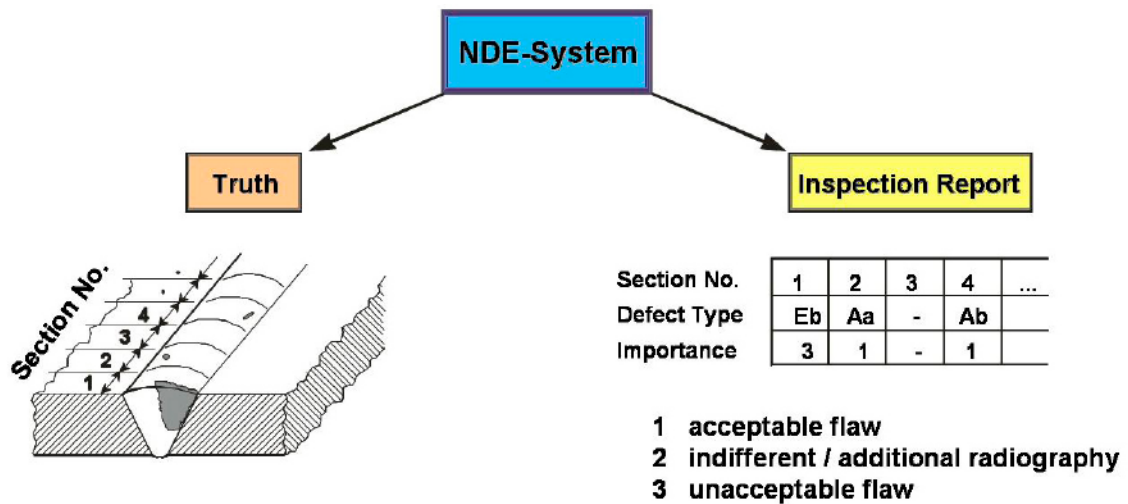 NDE-System
Truth
Inspection Report
Section No.
1
2
3
4
Section No. 1 2 3 4 ...
Defect Type Eb Aa - Ab
Importance 3 1 - 1
1 acceptable flaw
2 indifferent / additional radiography
3 unacceptable flaw